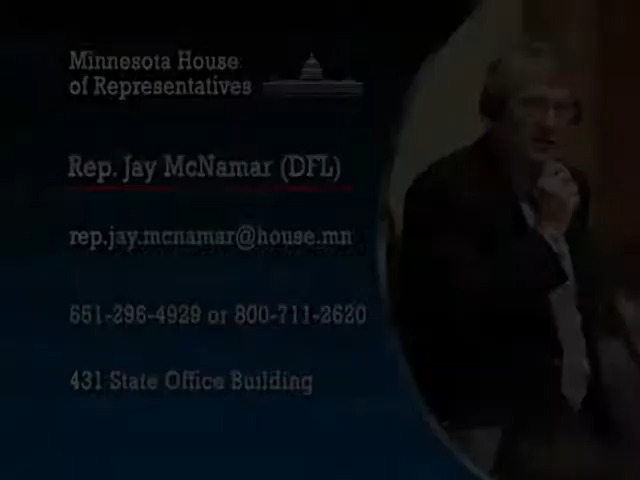 Minnesota House
of Representatives
Rep. Jay McNamar (DFL)
rep.jay.mcnamar@house.mn
651-296-4929 or 800-711-2620
431 State Office Building